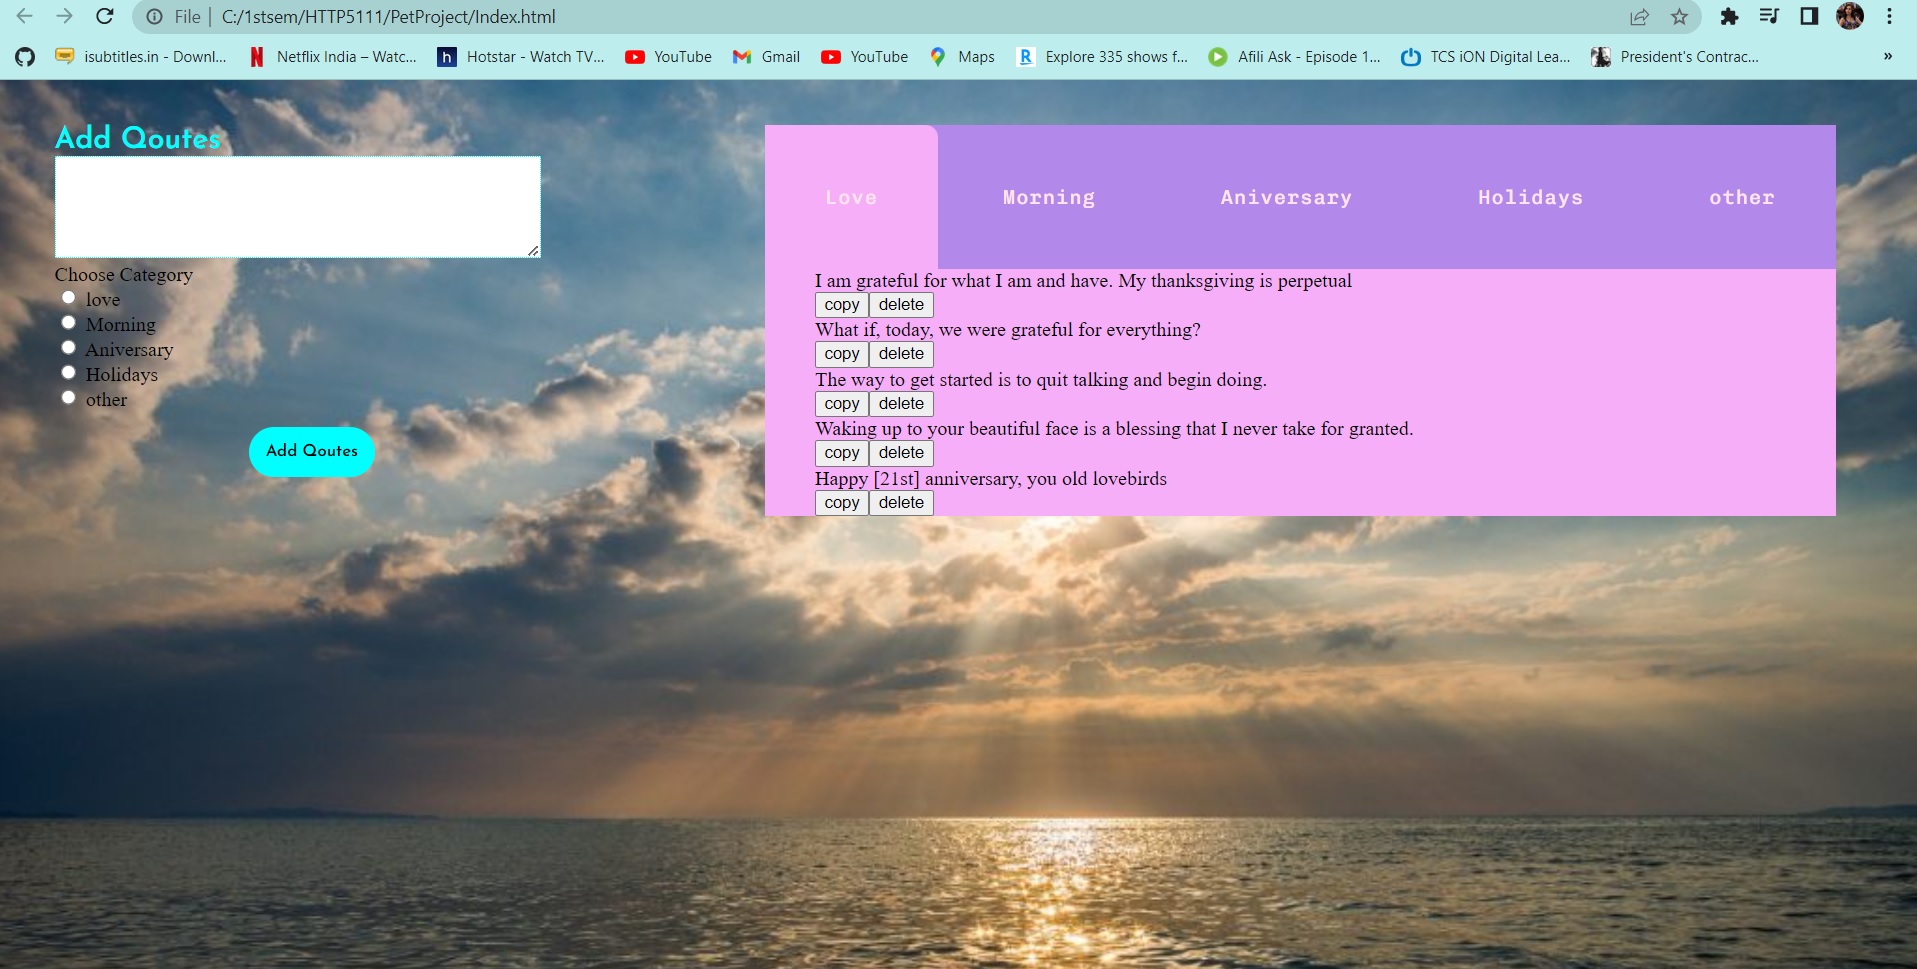 File | C:/1stsem/HTTP5111/PetProject/Index.html
isubtitles.in - Downl... Netflix India – Watc... Hotstar - Watch TV... YouTube Gmail YouTube Maps Explore 335 shows f... Afili Ask - Episode 1... TCS iON Digital Lea... President's Contrac... »
Add Qoutes
Choose Category
love
Morning
Aniversary
Holidays
other
Add Qoutes
Love Morning Aniversary Holidays other
I am grateful for what I am and have. My thanksgiving is perpetual
copy delete
What if, today, we were grateful for everything?
copy delete
The way to get started is to quit talking and begin doing.
copy delete
Waking up to your beautiful face is a blessing that I never take for granted.
copy delete
Happy [21st] anniversary, you old lovebirds
copy delete